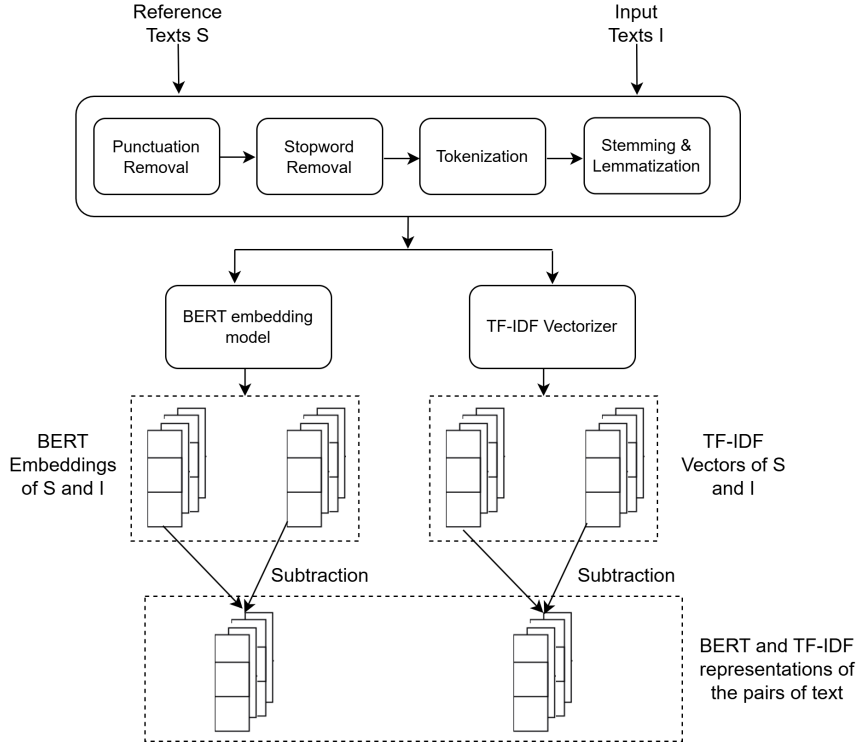 Reference
Texts S
Input
Texts I
Punctuation
Removal
Stopword
Removal
Tokenization
Stemming &
Lemmatization
BERT embedding
model
TF-IDF Vectorizer
BERT
Embeddings
of S and I
TF-IDF
Vectors of S
and I
Subtraction
Subtraction
BERT and TF-IDF
representations of
the pairs of text